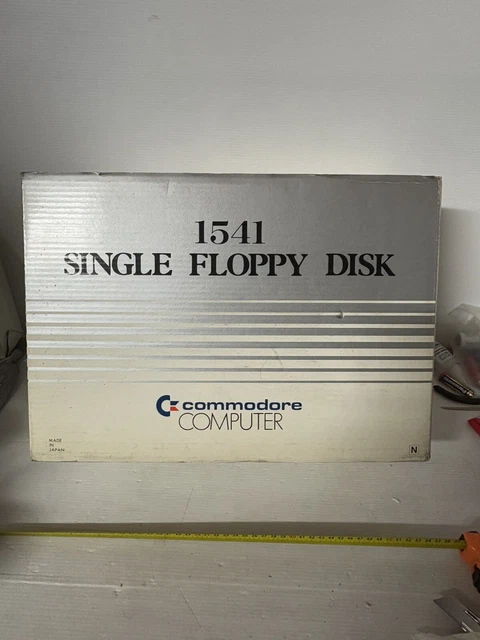 1541
SINGLE FLOPPY DISK
commodore
COMPUTER
MADE
IN
JAPAN
N